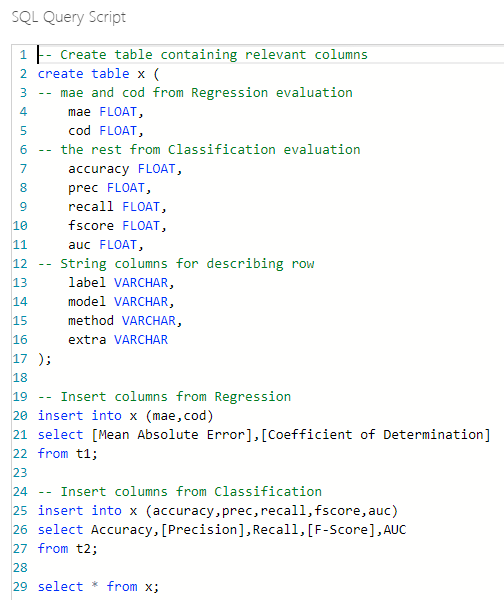 SQL Query Script
1 -- Create table containing relevant columns
2 create table x (
3 -- mae and cod from Regression evaluation
4     mae FLOAT,
5     cod FLOAT,
6 -- the rest from Classification evaluation
7     accuracy FLOAT,
8     prec FLOAT,
9     recall FLOAT,
10     fscore FLOAT,
11     auc FLOAT,
12 -- String columns for describing row
13     label VARCHAR,
14     model VARCHAR,
15     method VARCHAR,
16     extra VARCHAR
17 );
18
19 -- Insert columns from Regression
20 insert into x (mae,cod)
21 select [Mean Absolute Error],[Coefficient of Determination]
22 from t1;
23
24 -- Insert columns from Classification
25 insert into x (accuracy,prec,recall,fscore,auc)
26 select Accuracy,[Precision],Recall,[F-Score],AUC
27 from t2;
28
29 select * from x;